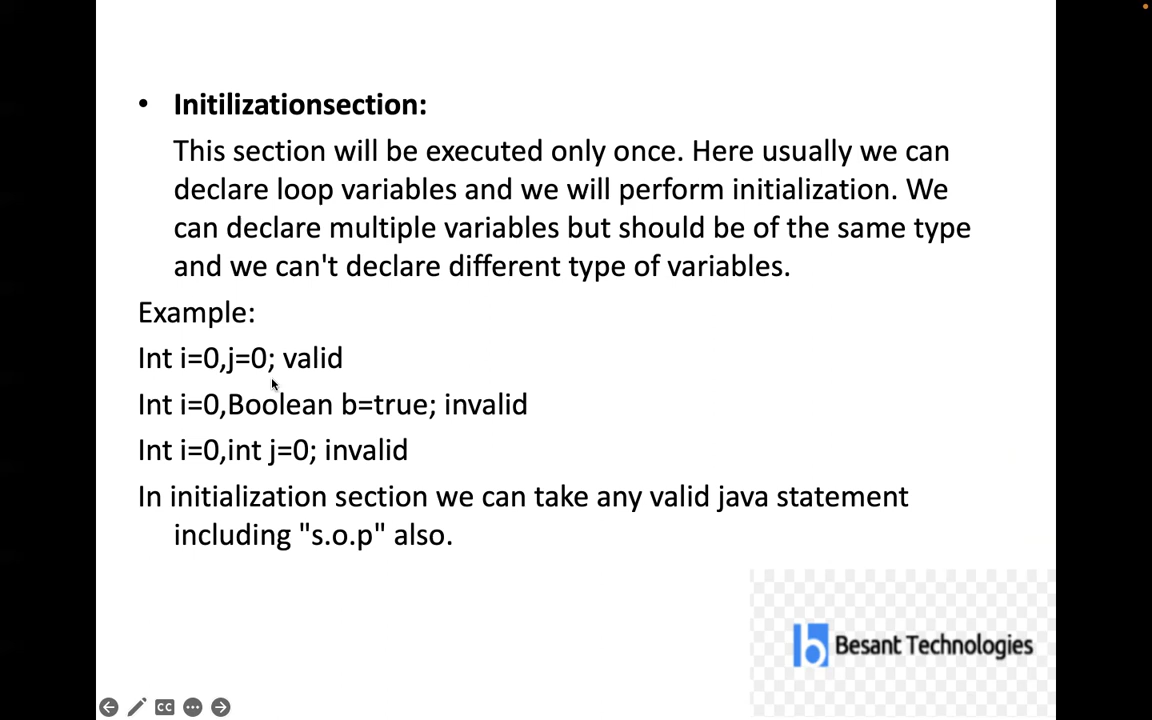 • Initilizationsection:
This section will be executed only once. Here usually we can
declare loop variables and we will perform initialization. We
can declare multiple variables but should be of the same type
and we can't declare different type of variables.
Example:
Int i=0,j=0; valid
Int i=0,Boolean b=true; invalid
Int i=0,int j=0; invalid
In initialization section we can take any valid java statement
including "s.o.p" also.
b Besant Technologies
CC